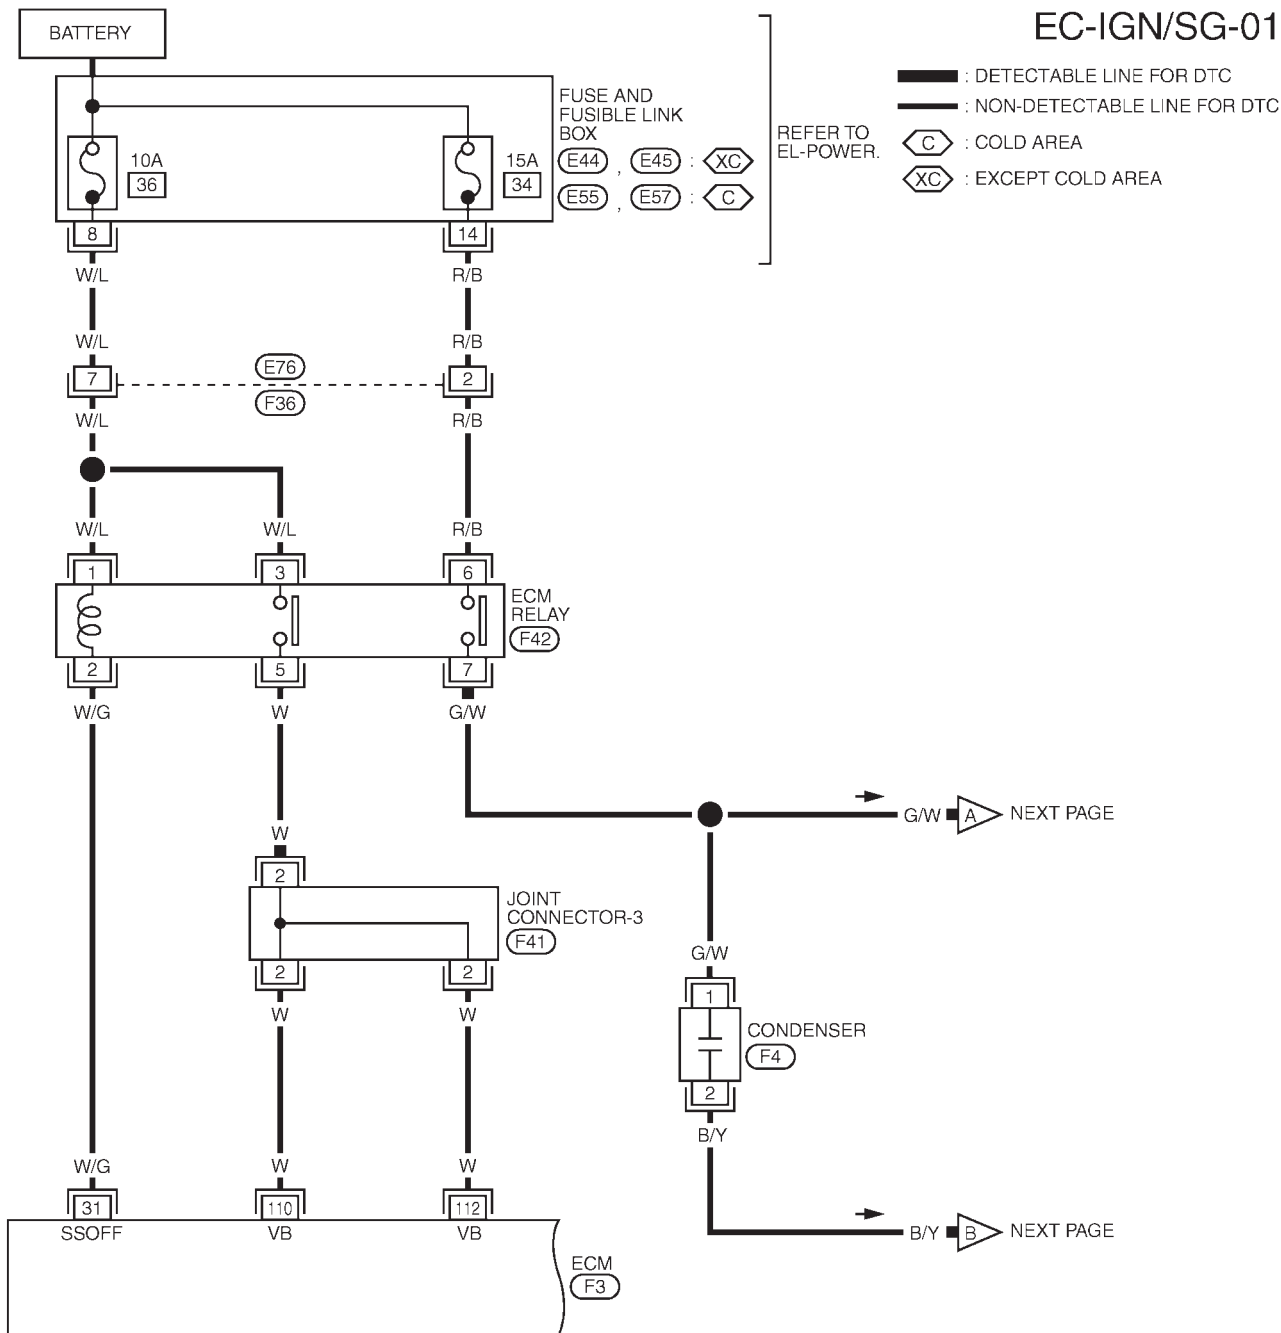 EC-IGN/SG-01
BATTERY
: DETECTABLE LINE FOR DTC
: NON-DETECTABLE LINE FOR DTC
C : COLD AREA
XC : EXCEPT COLD AREA
FUSE AND
FUSIBLE LINK
BOX
E44 , E45 : XC
E55 , E57 : C
REFER TO
EL-POWER.
10A
36
15A
34
8
14
W/L
R/B
W/L
R/B
7
E76
2
F36
W/L
R/B
W/L
W/L
R/B
1
3
6
ECM
RELAY
F42
2
5
7
W/G
W
G/W
G/W
A
NEXT PAGE
W
2
JOINT
CONNECTOR-3
F41
2
2
W
W
G/W
1
CONDENSER
F4
2
B/Y
W/G
W
W
31
110
112
SSOFF
VB
VB
B/Y
B
NEXT PAGE
ECM
F3